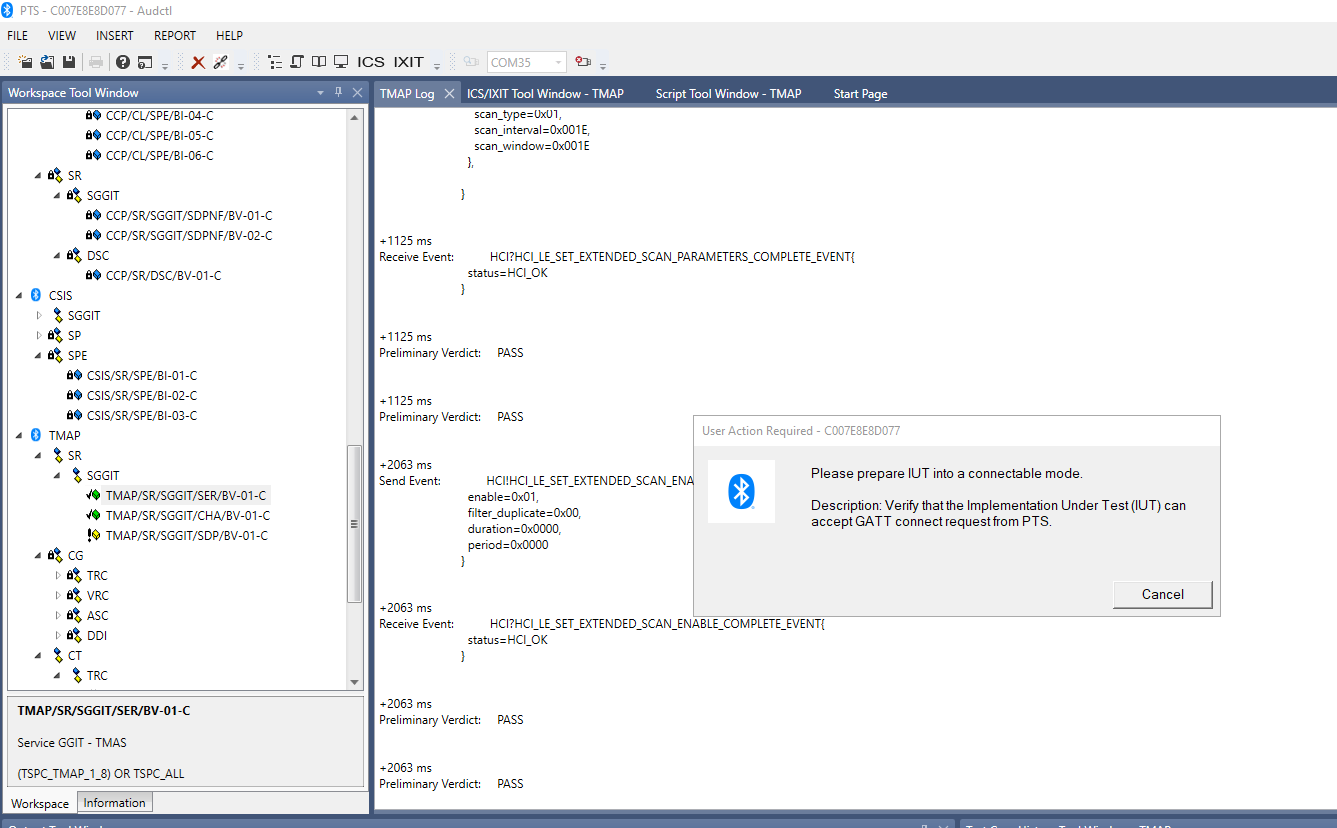 PTS - C007E8E8D077 - Audctl
FILE VIEW INSERT REPORT HELP
ICS IXIT COM35
Workspace Tool Window
CCP/CL/SPE/BI-04-C
CCP/CL/SPE/BI-05-C
CCP/CL/SPE/BI-06-C
SR
SGGIT
CCP/SR/SGGIT/SDPNF/BV-01-C
CCP/SR/SGGIT/SDPNF/BV-02-C
DSC
CCP/SR/DSC/BV-01-C
CSIS
SGGIT
SP
SPE
CSIS/SR/SPE/BI-01-C
CSIS/SR/SPE/BI-02-C
CSIS/SR/SPE/BI-03-C
TMAP
SR
SGGIT
TMAP/SR/SGGIT/SER/BV-01-C
TMAP/SR/SGGIT/CHA/BV-01-C
TMAP/SR/SGGIT/SDP/BV-01-C
CG
TRC
VRC
ASC
DDI
CT
TRC
TMAP/SR/SGGIT/SER/BV-01-C
Service GGIT - TMAS
(TSPC_TMAP_1_8) OR TSPC_ALL
Workspace Information
TMAP Log ICS/IXIT Tool Window - TMAP Script Tool Window - TMAP Start Page
scan_type=0x01,
scan_interval=0x001E,
scan_window=0x001E
},
}
+1125 ms
Receive Event: HCI?HCI_LE_SET_EXTENDED_SCAN_PARAMETERS_COMPLETE_EVENT{
status=HCI_OK
}
+1125 ms
Preliminary Verdict: PASS
+1125 ms
Preliminary Verdict: PASS
+2063 ms
Send Event: HCI!HCI_LE_SET_EXTENDED_SCAN_ENA
enable=0x01,
filter_duplicate=0x00,
duration=0x0000,
period=0x0000
}
+2063 ms
Receive Event: HCI?HCI_LE_SET_EXTENDED_SCAN_ENABLE_COMPLETE_EVENT{
status=HCI_OK
}
+2063 ms
Preliminary Verdict: PASS
+2063 ms
Preliminary Verdict: PASS
User Action Required - C007E8E8D077
Please prepare IUT into a connectable mode.
Description: Verify that the Implementation Under Test (IUT) can
accept GATT connect request from PTS.
Cancel